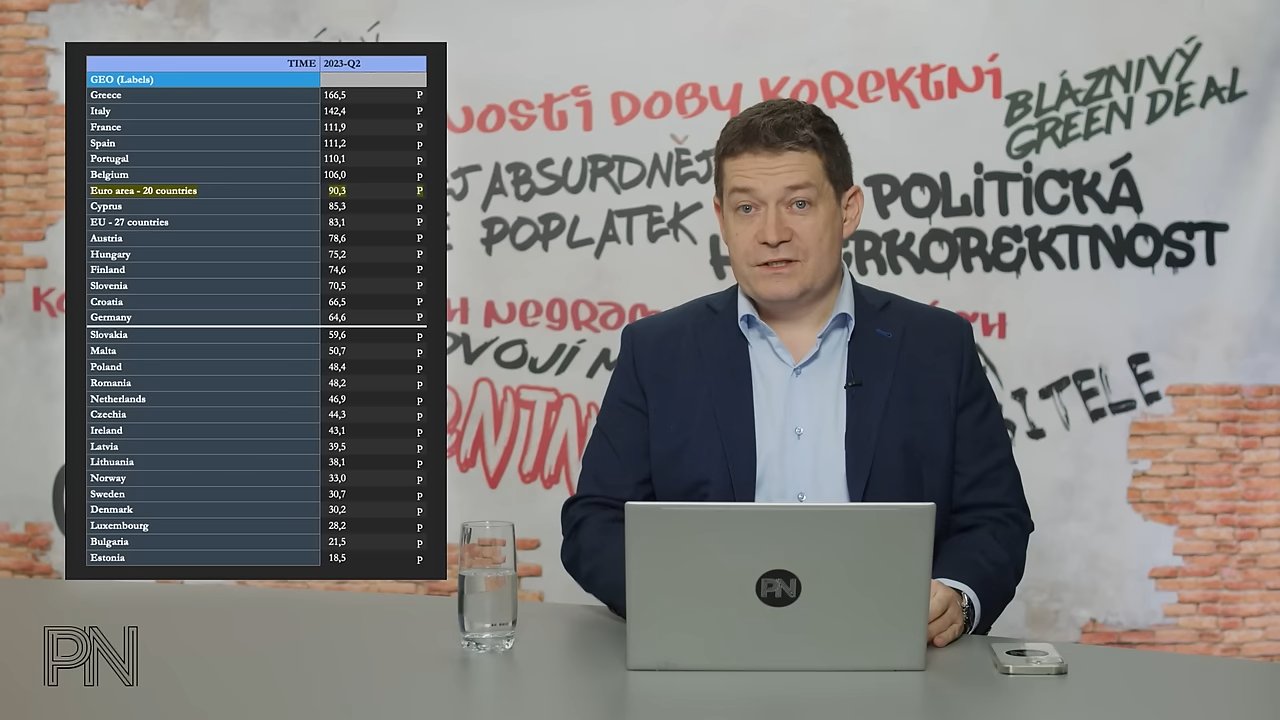 TIME 2023-Q2
GEO (Labels)
Greece 166,5 P
Italy 142,4 P
France 111,9 P
Spain 111,2 P
Portugal 110,1 P
Belgium 106,0 P
Euro area - 20 countries 90,3 P
Cyprus 85,3 P
EU - 27 countries 83,1 P
Austria 78,6 P
Hungary 75,2 P
Finland 74,6 P
Slovenia 70,5 P
Croatia 66,5 P
Germany 64,6 P
Slovakia 59,6 P
Malta 50,7 P
Poland 48,4 P
Romania 48,2 P
Netherlands 46,9 P
Czechia 44,3 P
Ireland 43,1 P
Latvia 39,5 P
Lithuania 38,1 P
Norway 33,0 P
Sweden 30,7 P
Denmark 30,2 P
Luxembourg 28,2 P
Bulgaria 21,5 P
Estonia 18,5 P
DOBY KOREKTNÍ
BLÁZNIVÝ
GREEN DEAL
ABSURDNĚJ
POPLATEK
POLITICKÁ
ERKOREKTNOST
PN
PN